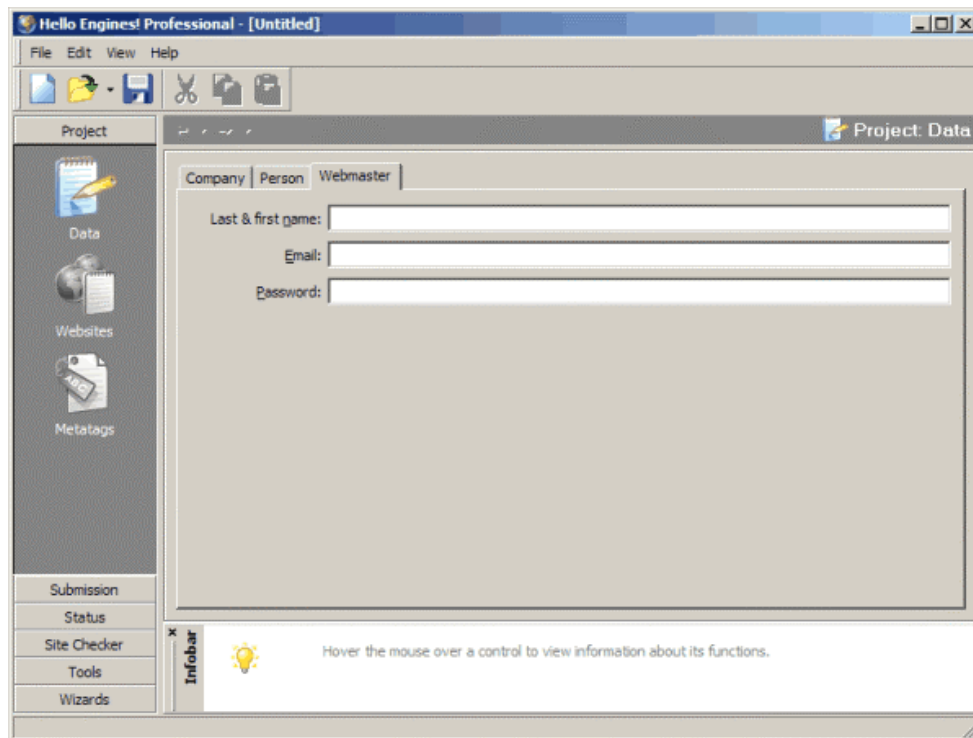 Hello Engines! Professional - [Untitled]
File Edit View Help
Project
Project: Data
Data
Websites
ABC
Metatags
Company Person Webmaster
Last & first name:
Email:
Password:
Submission
Status
Site Checker
Tools
Wizards
Infobar
Hover the mouse over a control to view information about its functions.